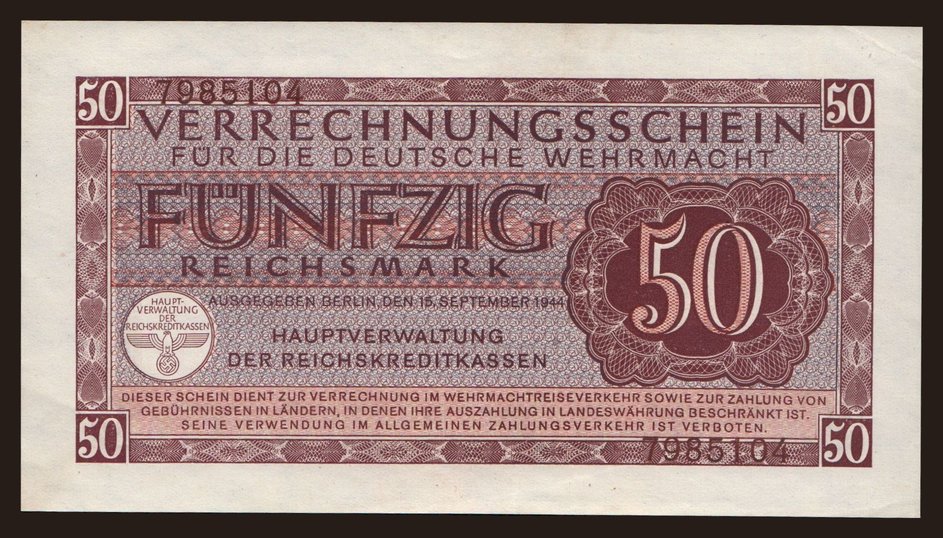 50 7985104 50
VERRECHNUNGSSCHEIN
FÜR DIE DEUTSCHE WEHRMACHT
FÜNFZIG
REICHSMARK
50
AUSGEGEBEN BERLIN DEN 15. SEPTEMBER 1944
HAUPTVERWALTUNG
DER REICHSKREDITKASSEN
HAUPT-
VERWALTUNG
DER
REICHSKREDITKASSEN
DIESER SCHEIN DIENT ZUR VERRECHNUNG IM WEHRMACHTREISEVERKEHR SOWIE ZUR ZAHLUNG VON
GEBÜHRNISSEN IN LÄNDERN, IN DENEN IHRE AUSZAHLUNG IN LANDESWÄHRUNG BESCHRÄNKT IST.
SEINE VERWENDUNG IM ALLGEMEINEN ZAHLUNGSVERKEHR IST VERBOTEN.
50 7985104 50